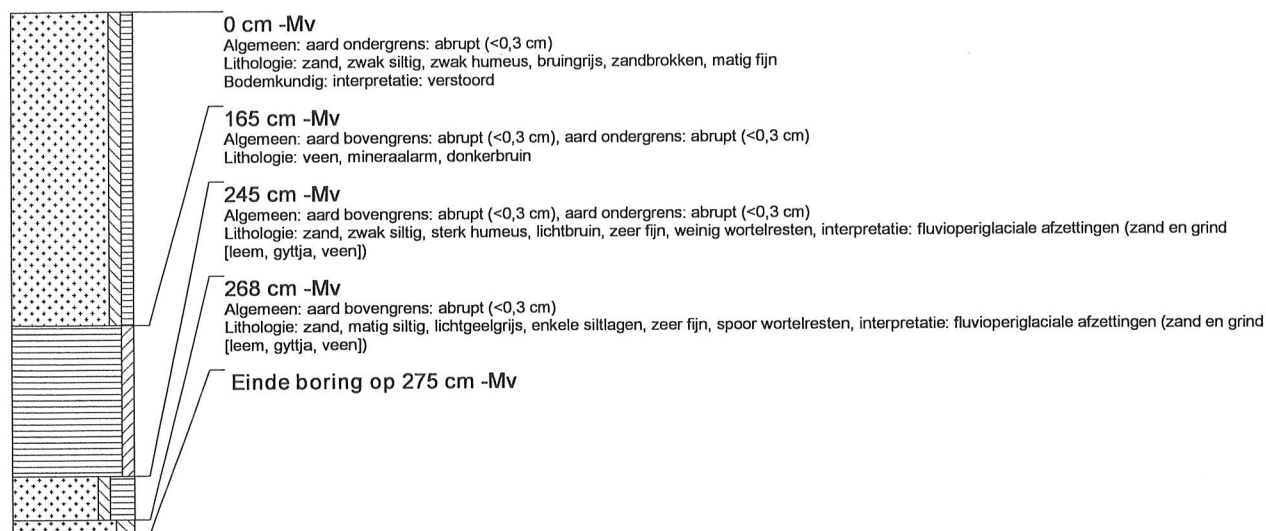 0 cm -Mv
Algemeen: aard ondergrens: abrupt (<0,3 cm)
Lithologie: zand, zwak siltig, zwak humeus, bruingrijs, zandbrokken, matig fijn
Bodemkundig: interpretatie: verstoord
165 cm -Mv
Algemeen: aard bovengrens: abrupt (<0,3 cm), aard ondergrens: abrupt (<0,3 cm)
Lithologie: veen, mineraalarm, donkerbruin
245 cm -Mv
Algemeen: aard bovengrens: abrupt (<0,3 cm), aard ondergrens: abrupt (<0,3 cm)
Lithologie: zand, zwak siltig, sterk humeus, lichtbruin, zeer fijn, weinig wortelresten, interpretatie: fluvioperiglaciale afzettingen (zand en grind
[leem, gyttja, veen])
268 cm -Mv
Algemeen: aard bovengrens: abrupt (<0,3 cm)
Lithologie: zand, matig siltig, lichtgeelgrijs, enkele siltlagen, zeer fijn, spoor wortelresten, interpretatie: fluvioperiglaciale afzettingen (zand en grind
[leem, gyttja, veen])
Einde boring op 275 cm -Mv